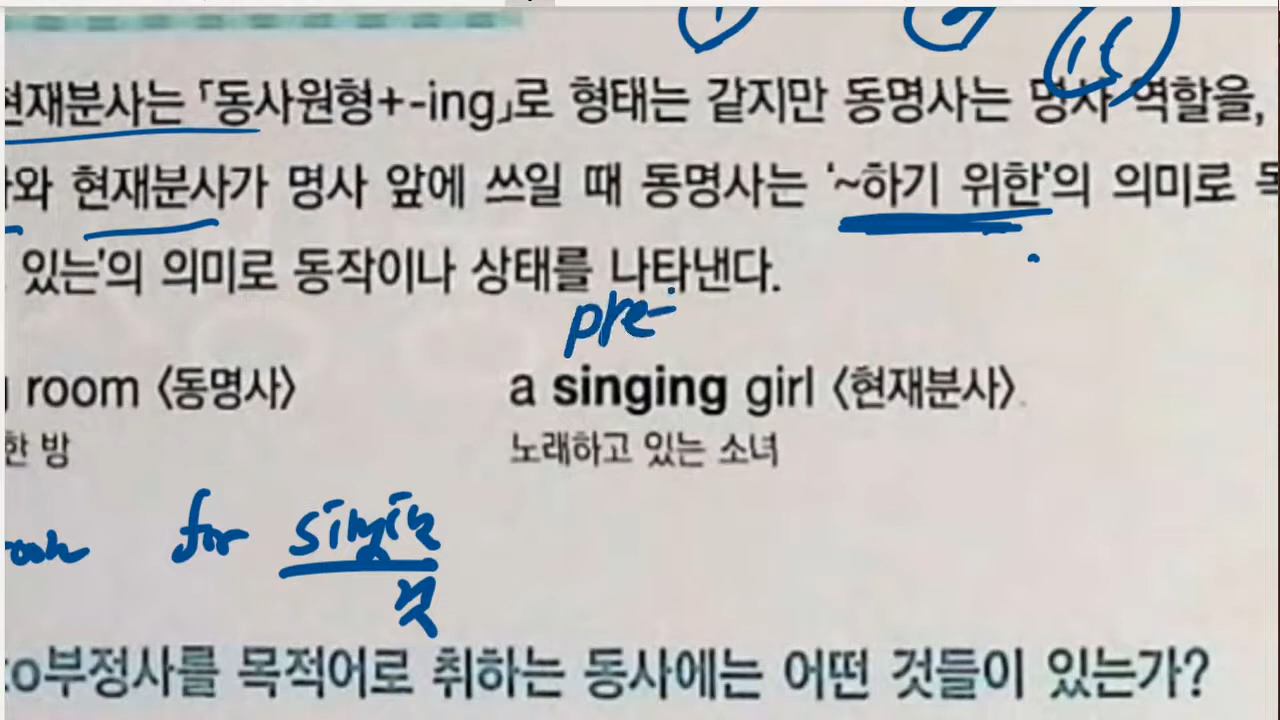 현재분사는 「동사원형+-ing」로 형태는 같지만 동명사는 명사 역할을,
와 현재분사가 명사 앞에 쓰일 때 동명사는 '~하기 위한'의 의미로
있는'의 의미로 동작이나 상태를 나타낸다.
pre-
room 〈동명사〉 a singing girl 〈현재분사〉
한 방 노래하고 있는 소녀
for
to부정사를 목적어로 취하는 동사에는 어떤 것들이 있는가?